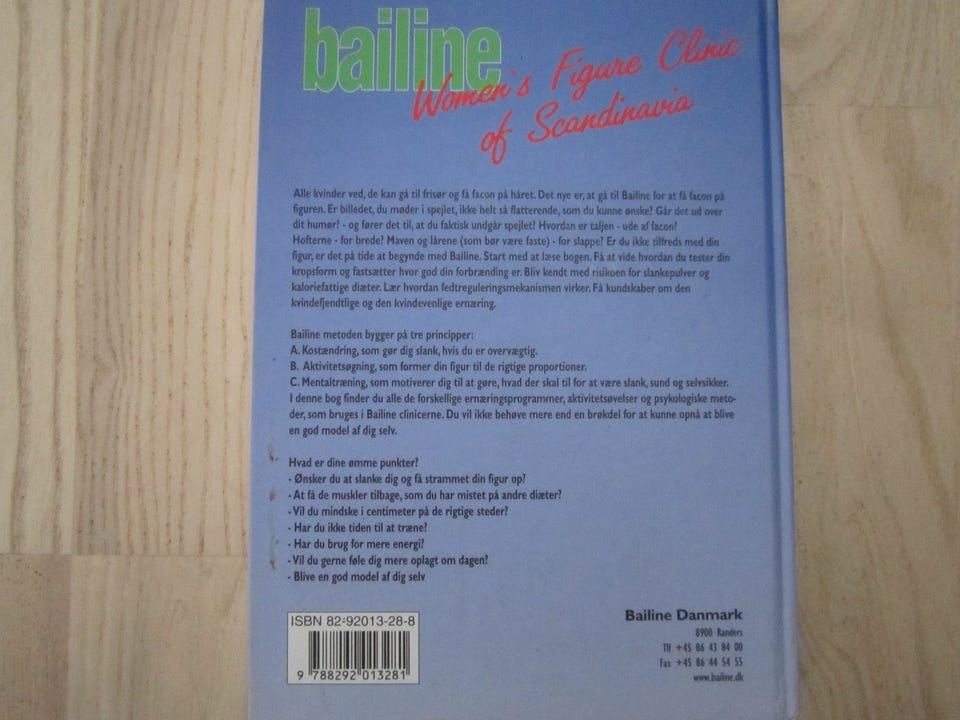 bailine
Women's Figure Clinic
of Scandinavia
Alle kvinder ved, de kan gå til frisør og få facon på håret. Det nye er, at gå til Bailine for at få facon på
figuren. Er billedet, du møder i spejlet, ikke helt så flatterende, som du kunne ønske? Går det ud over
dit humør? - og fører det til, at du faktisk undgår spejlet? Hvordan er taljen - ude af facon?
Hofterne - for brede? Maven og lårene (som bør være faste) - for slappe? Er du ikke tilfreds med din
figur, er det på tide at begynde med Bailine. Start med at læse bogen. Få at vide hvordan du tester din
kropsform og fastsætter hvor god din forbrænding er. Bliv kendt med risikoen for slankepulver og
kaloriefattige diæter. Lær hvordan fedtreguleringsmekanismen virker. Få kundskaber om den
kvindefjendtlige og den kvindevenlige ernæring.
Bailine metoden bygger på tre principper:
A. Kostændring, som gør dig slank, hvis du er overvægtig.
B. Aktivitetsøgning, som former din figur til de rigtige proportioner.
C. Mentaltræning, som motiverer dig til at gøre, hvad der skal til for at være slank, sund og selvsikker.
I denne bog finder du alle de forskellige ernæringsprogrammer, aktivitetsøvelser og psykologiske meto-
der, som bruges i Bailine clinicerne. Du vil ikke behøve mere end en brøkdel for at kunne opnå at blive
en god model af dig selv.
Hvad er dine ømme punkter?
- Ønsker du at slanke dig og få strammet din figur op?
- At få de muskler tilbage, som du har mistet på andre diæter?
- Vil du mindske i centimeter på de rigtige steder?
- Har du ikke tiden til at træne?
- Har du brug for mere energi?
- Vil du gerne føle dig mere oplagt om dagen?
- Blive en god model af dig selv
ISBN 82-92013-28-8
9 788292 013281
Bailine Danmark
8900 Randers
Tlf +45 86 43 84 00
Fax +45 86 44 54 55
www.bailine.dk